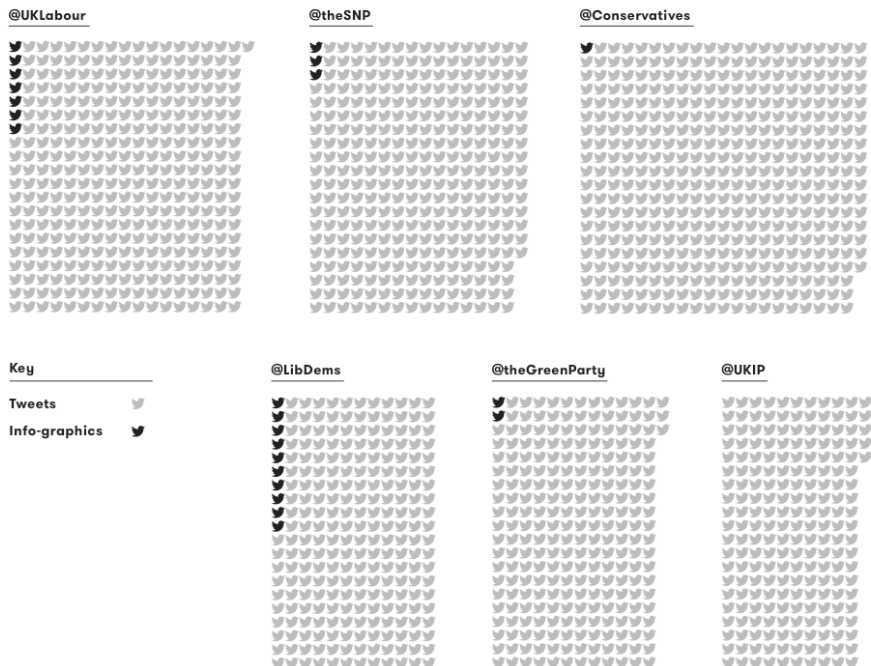 @UKLabour
@theSNP
@Conservatives
Key
Tweets
Info-graphics
@LibDems
@theGreenParty
@UKIP